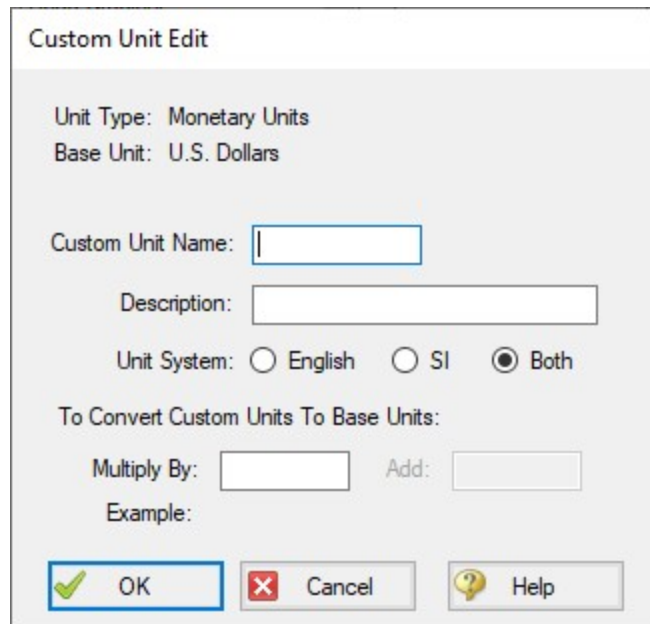 Custom Unit Edit
Unit Type: Monetary Units
Base Unit: U.S. Dollars
Custom Unit Name:
Description:
Unit System: English SI Both
To Convert Custom Units To Base Units:
Multiply By: Add:
Example:
OK Cancel Help